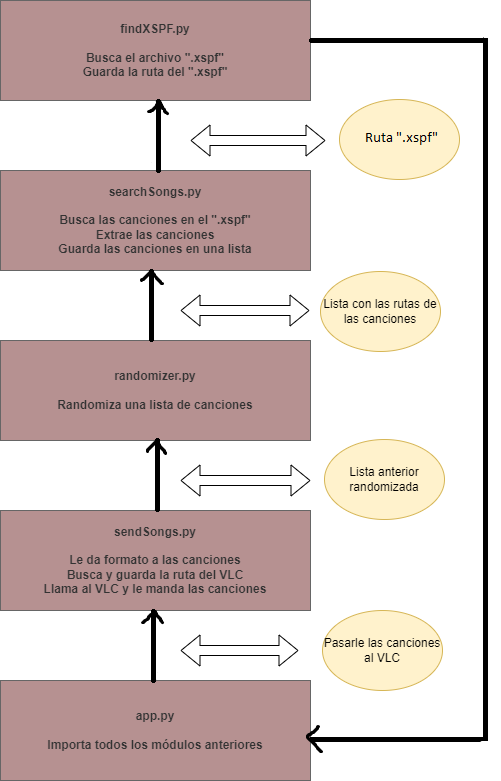 findXSPF.py
Busca el archivo ".xspf"
Guarda la ruta del ".xspf"
Ruta ".xspf"
searchSongs.py
Busca las canciones en el ".xspf"
Extrae las canciones
Guarda las canciones en una lista
Lista con las rutas de
las canciones
randomizer.py
Randomiza una lista de canciones
Lista anterior
randomizada
sendSongs.py
Le da formato a las canciones
Busca y guarda la ruta del VLC
Llama al VLC y le manda las canciones
Pasarle las canciones
al VLC
app.py
Importa todos los módulos anteriores